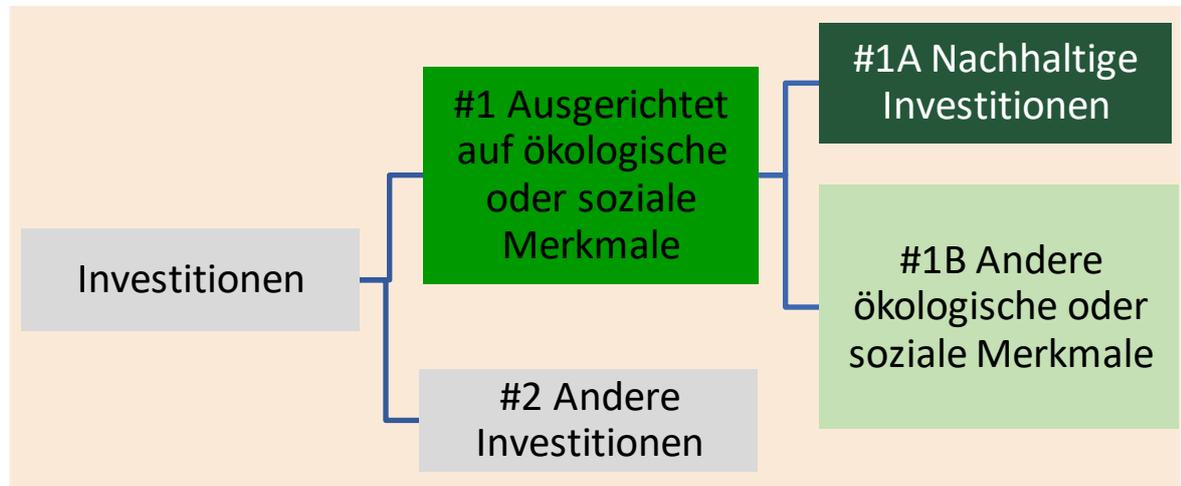 Investitionen
#1 Ausgerichtet
auf ökologische
oder soziale
Merkmale
#2 Andere
Investitionen
#1A Nachhaltige
Investitionen
#1B Andere
ökologische oder
soziale Merkmale